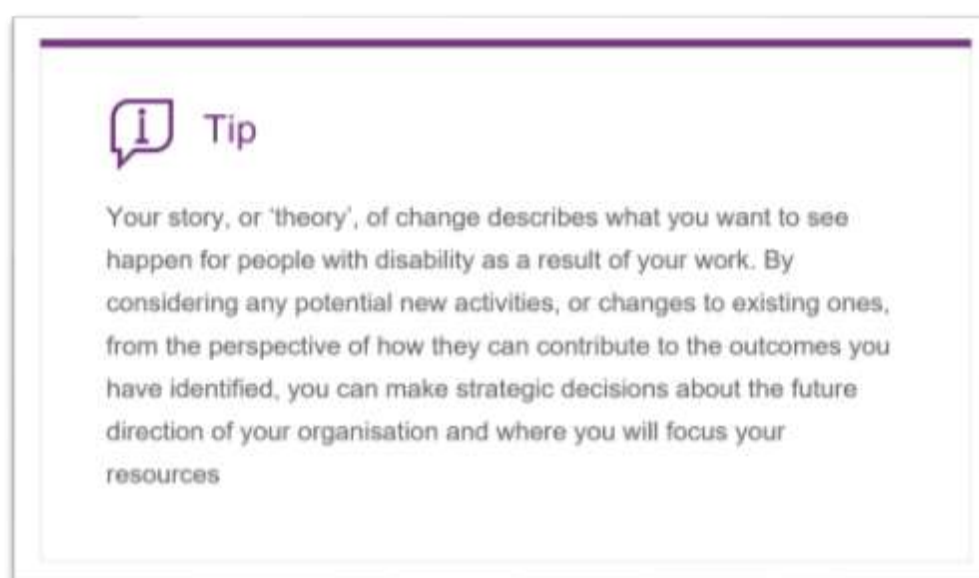 Tip
Your story, or 'theory', of change describes what you want to see
happen for people with disability as a result of your work. By
considering any potential new activities, or changes to existing ones,
from the perspective of how they can contribute to the outcomes you
have identified, you can make strategic decisions about the future
direction of your organisation and where you will focus your
resources